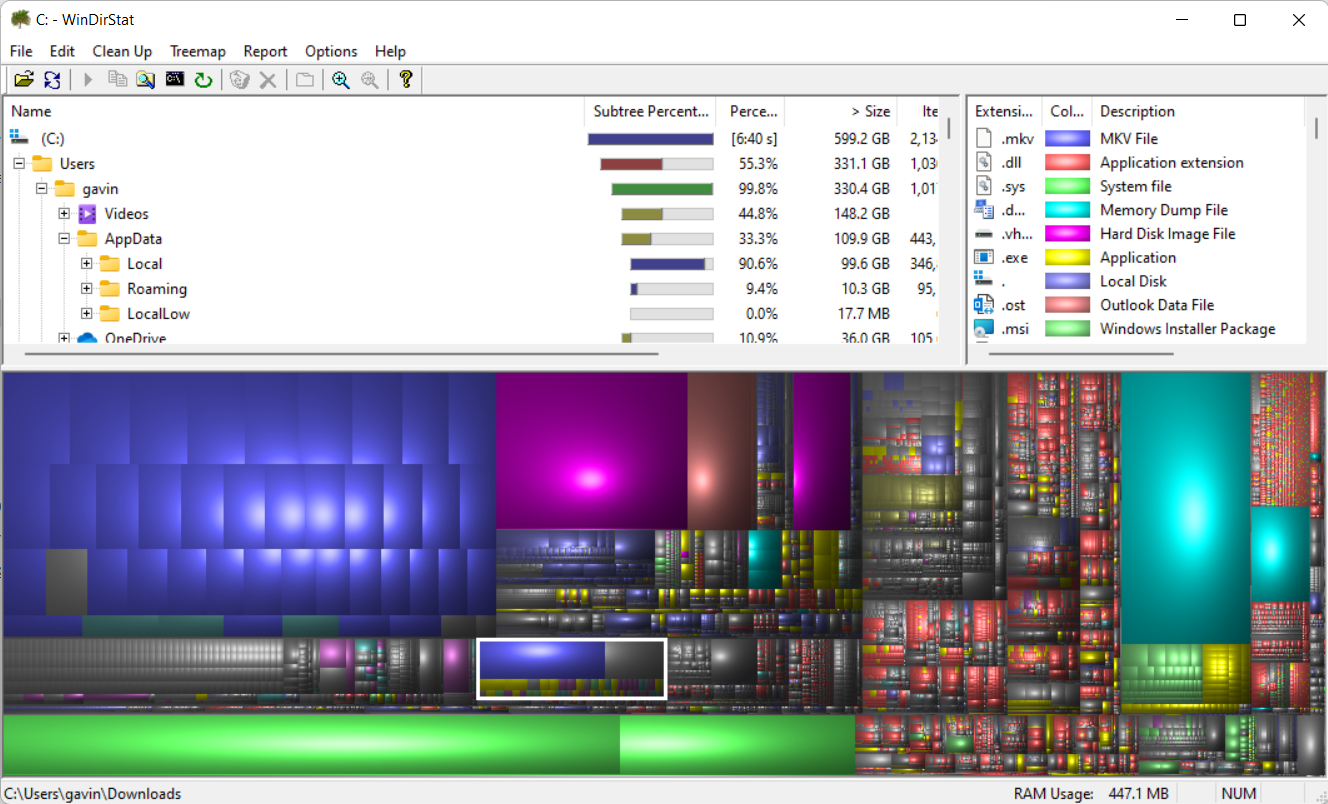 C: - WinDirStat
File Edit Clean Up Treemap Report Options Help
Name Subtree Percent... Perce... > Size Ite
(C:) [6:40 s] 599.2 GB 2,13
Users 55.3% 331.1 GB 1,03
gavin 99.8% 330.4 GB 1,01
Videos 44.8% 148.2 GB
AppData 33.3% 109.9 GB 443,
Local 90.6% 99.6 GB 346,
Roaming 9.4% 10.3 GB 95,
LocalLow 0.0% 17.7 MB
OneDrive 10.9% 36.0 GB 105
Extensi... Col... Description
.mkv MKV File
.dll Application extension
.sys System file
.d... Memory Dump File
.vh... Hard Disk Image File
.exe Application
. Local Disk
.ost Outlook Data File
.msi Windows Installer Package
C:\Users\gavin\Downloads RAM Usage: 447.1 MB NUM